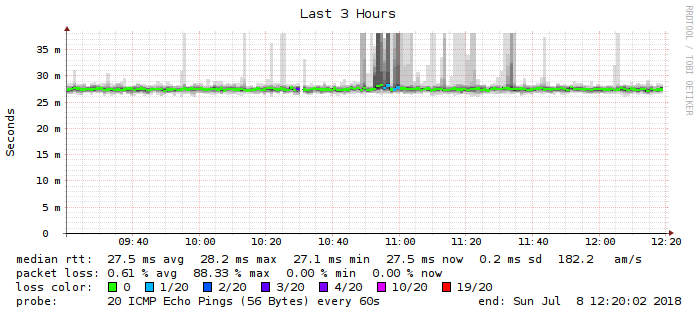 Last 3 Hours
RRDTOOL / TOBI OETIKER
Seconds
35 m
30 m
25 m
20 m
15 m
10 m
5 m
0
09:40 10:00 10:20 10:40 11:00 11:20 11:40 12:00 12:20
median rtt: 27.5 ms avg 28.2 ms max 27.1 ms min 27.5 ms now 0.2 ms sd 182.2 am/s
packet loss: 0.61 % avg 88.33 % max 0.00 % min 0.00 % now
loss color: 0 1/20 2/20 3/20 4/20 10/20 19/20
probe: 20 ICMP Echo Pings (56 Bytes) every 60s end: Sun Jul 8 12:20:02 2018